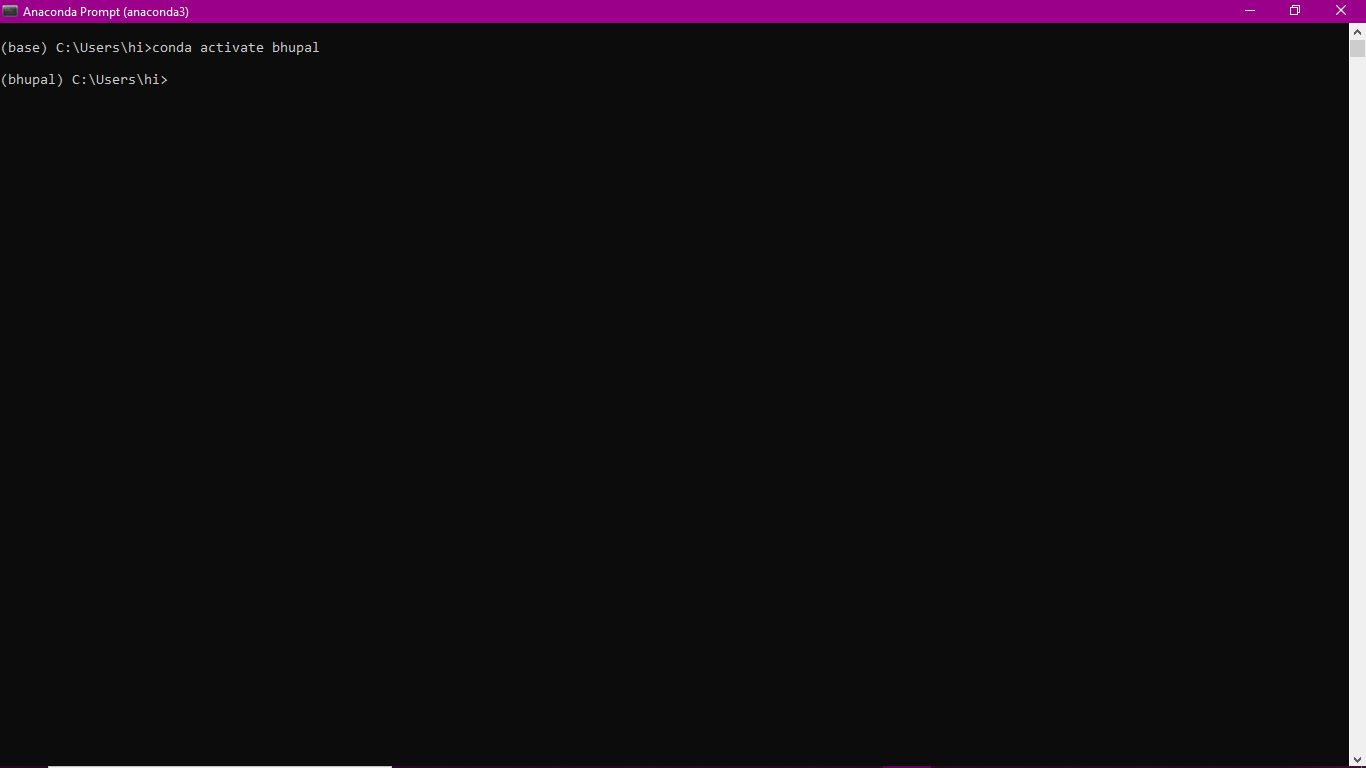 Anaconda Prompt (anaconda3)
(base) C:\Users\hi>conda activate bhupal
(bhupal) C:\Users\hi>